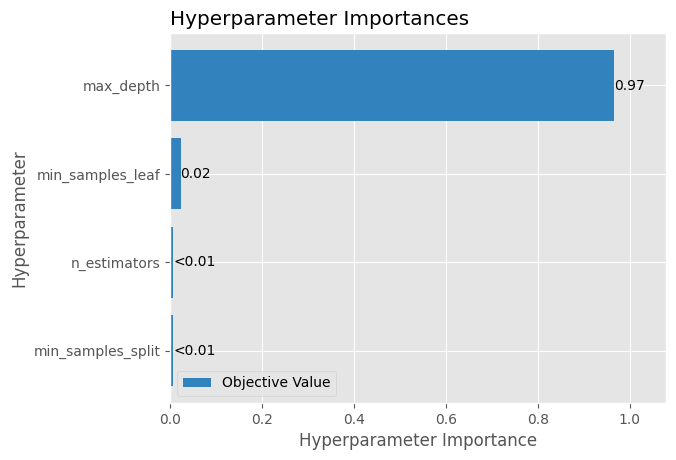 Hyperparameter Importances
Hyperparameter
max_depth
0.97
min_samples_leaf
0.02
n_estimators
<0.01
min_samples_split
<0.01
Objective Value
0.0 0.2 0.4 0.6 0.8 1.0
Hyperparameter Importance